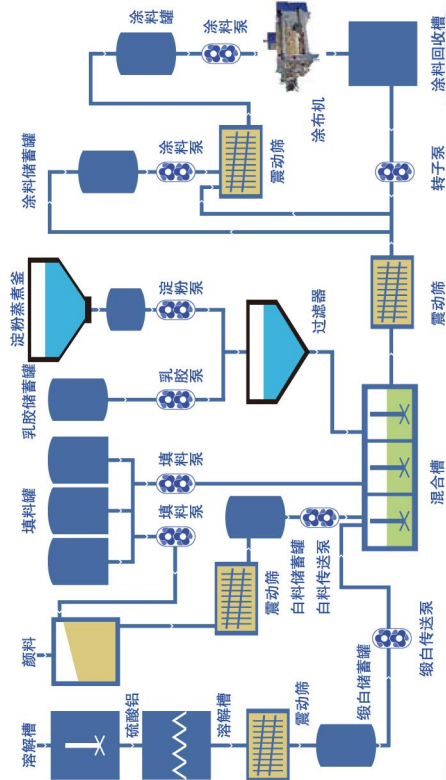 溶解槽
颜料
填料罐
乳胶储蓄罐
淀粉蒸煮釜
涂料储蓄罐
硫酸铝
涂料罐
填料泵
填料泵
乳胶泵
淀粉泵
涂料泵
溶解槽
涂料泵
震动筛
震动筛
震动筛
白料储蓄罐
白料传送泵
过滤器
涂布机
缎白储蓄罐
缎白传送泵
混合槽
震动筛
转子泵
涂料回收槽